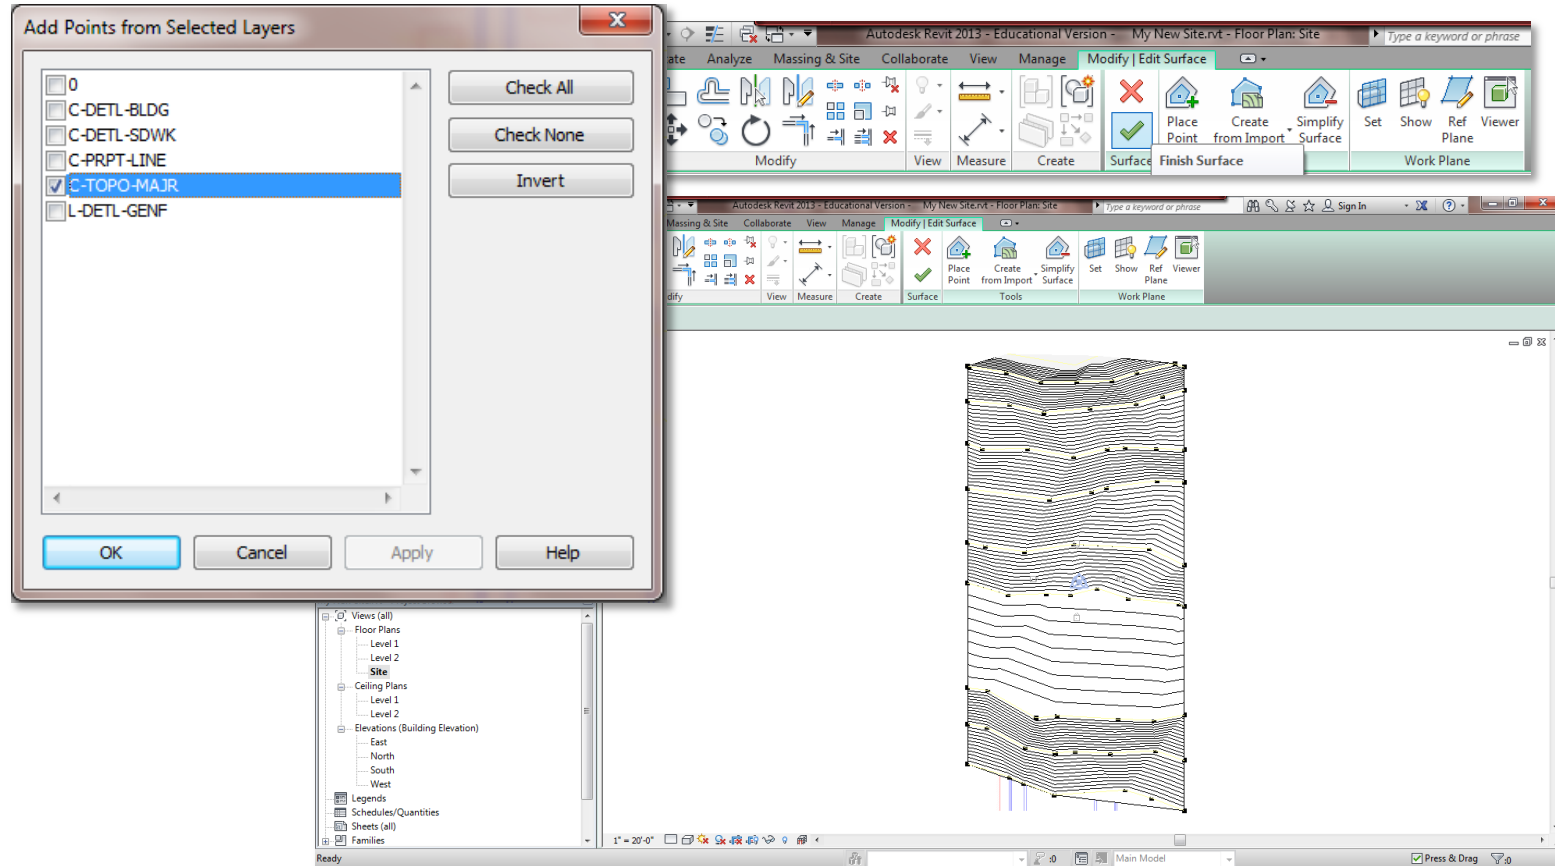 Add Points from Selected Layers
0
C-DETL-BLDG
C-DETL-SDWK
C-PRPT-LINE
C-TOPO-MAJR
L-DETL-GENF
Check All
Check None
Invert
OK
Cancel
Apply
Help
Autodesk Revit 2013 - Educational Version - My New Site.rvt - Floor Plan: Site
Type a keyword or phrase
ate Analyze Massing & Site Collaborate View Manage Modify | Edit Surface
Place Point
Create from Import
Simplify Surface
Set
Show
Ref Plane
Viewer
Modify View Measure Create Surface Work Plane
Finish Surface
Autodesk Revit 2013 - Educational Version - My New Site.rvt - Floor Plan: Site
Type a keyword or phrase
Sign In
Massing & Site Collaborate View Manage Modify | Edit Surface
Place Point
Create from Import
Simplify Surface
Set
Show
Ref Plane
Viewer
dify View Measure Create Surface Tools Work Plane
Views (all)
Floor Plans
Level 1
Level 2
Site
Ceiling Plans
Level 1
Level 2
Elevations (Building Elevation)
East
North
South
West
Legends
Schedules/Quantities
Sheets (all)
Families
1" = 20'-0"
Ready
:0
Main Model
Press & Drag
:0